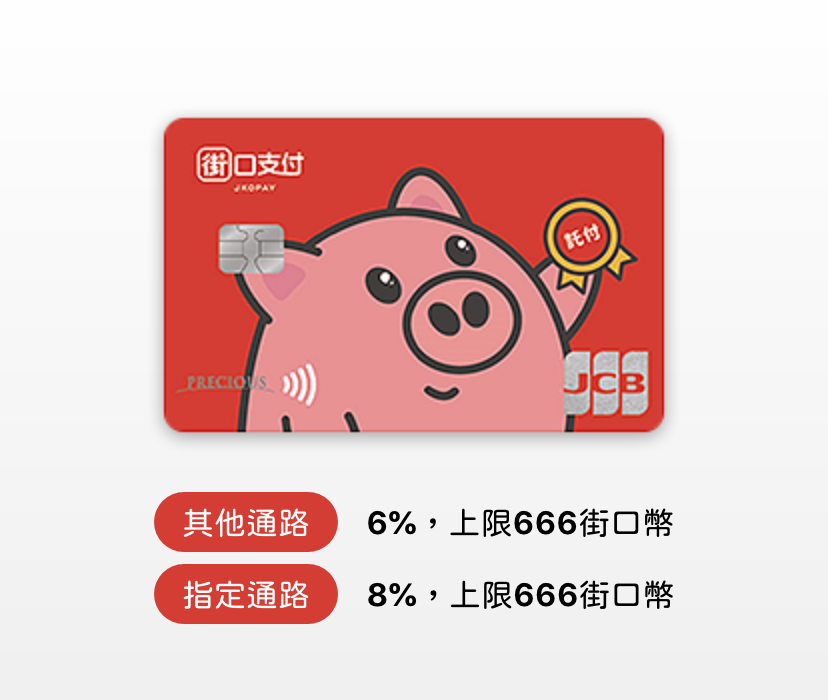 街口支付
JKOPAY
託付
PRECIOUS
JCB
其他通路 6%，上限666街口幣
指定通路 8%，上限666街口幣